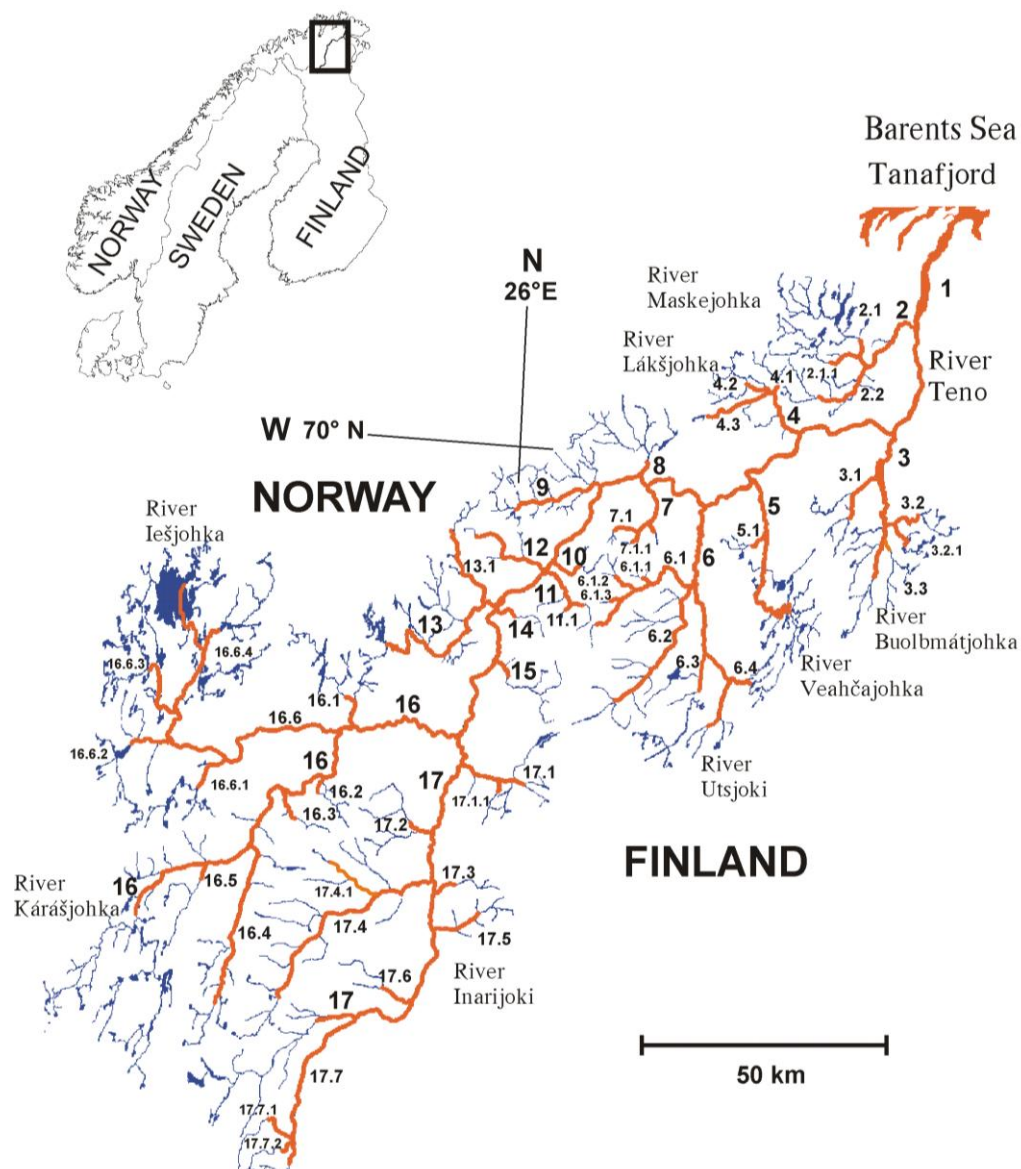 NORWAY
SWEDEN
FINLAND
Barents Sea
Tanafjord
N
26°E
W 70° N
River
Maskejohka
River
Lákšjohka
1
2
2.1
2.1.1
2.2
River
Teno
4.1
4.2
4.3
4
3
3.1
3.2
3.2.1
3.3
River
Buolbmátjohka
NORWAY
8
9
7
7.1
7.1.1
5
5.1
6
6.1
6.1.1
6.1.2
6.1.3
6.2
6.3
6.4
River
Veahčajohka
River
Utsjoki
12
10
11
11.1
13.1
13
14
15
River
Iešjohka
16.6.3
16.6.4
16.1
16.6
16
16.6.2
16.6.1
16
16.2
16.3
17
17.1
17.1.1
17.2
FINLAND
River
Kárášjohka
16
16.5
16.4
17.4.1
17.3
17.4
17.5
17.6
River
Inarijoki
17
17.7
17.7.1
17.7.2
50 km